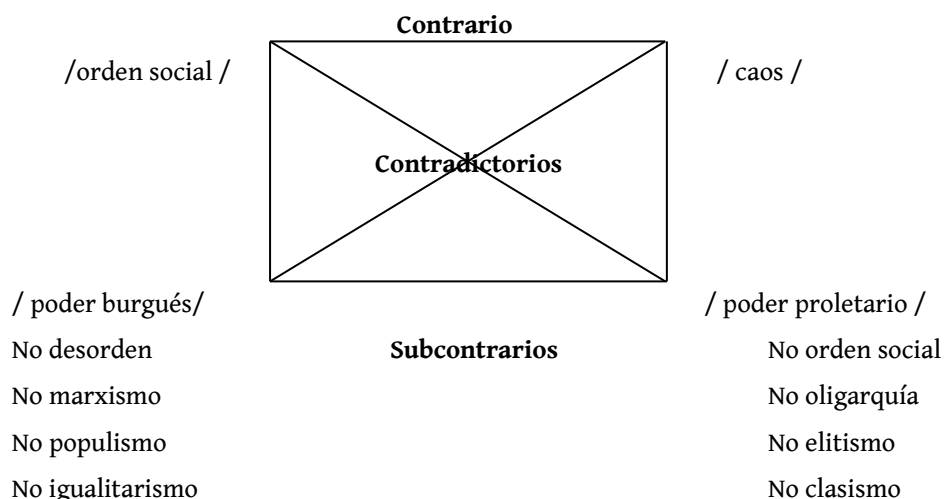 Contrario
/orden social / / caos /
Contradictorios
/ poder burgués/ / poder proletario /
No desorden Subcontrarios No orden social
No marxismo No oligarquía
No populismo No elitismo
No igualitarismo No clasismo